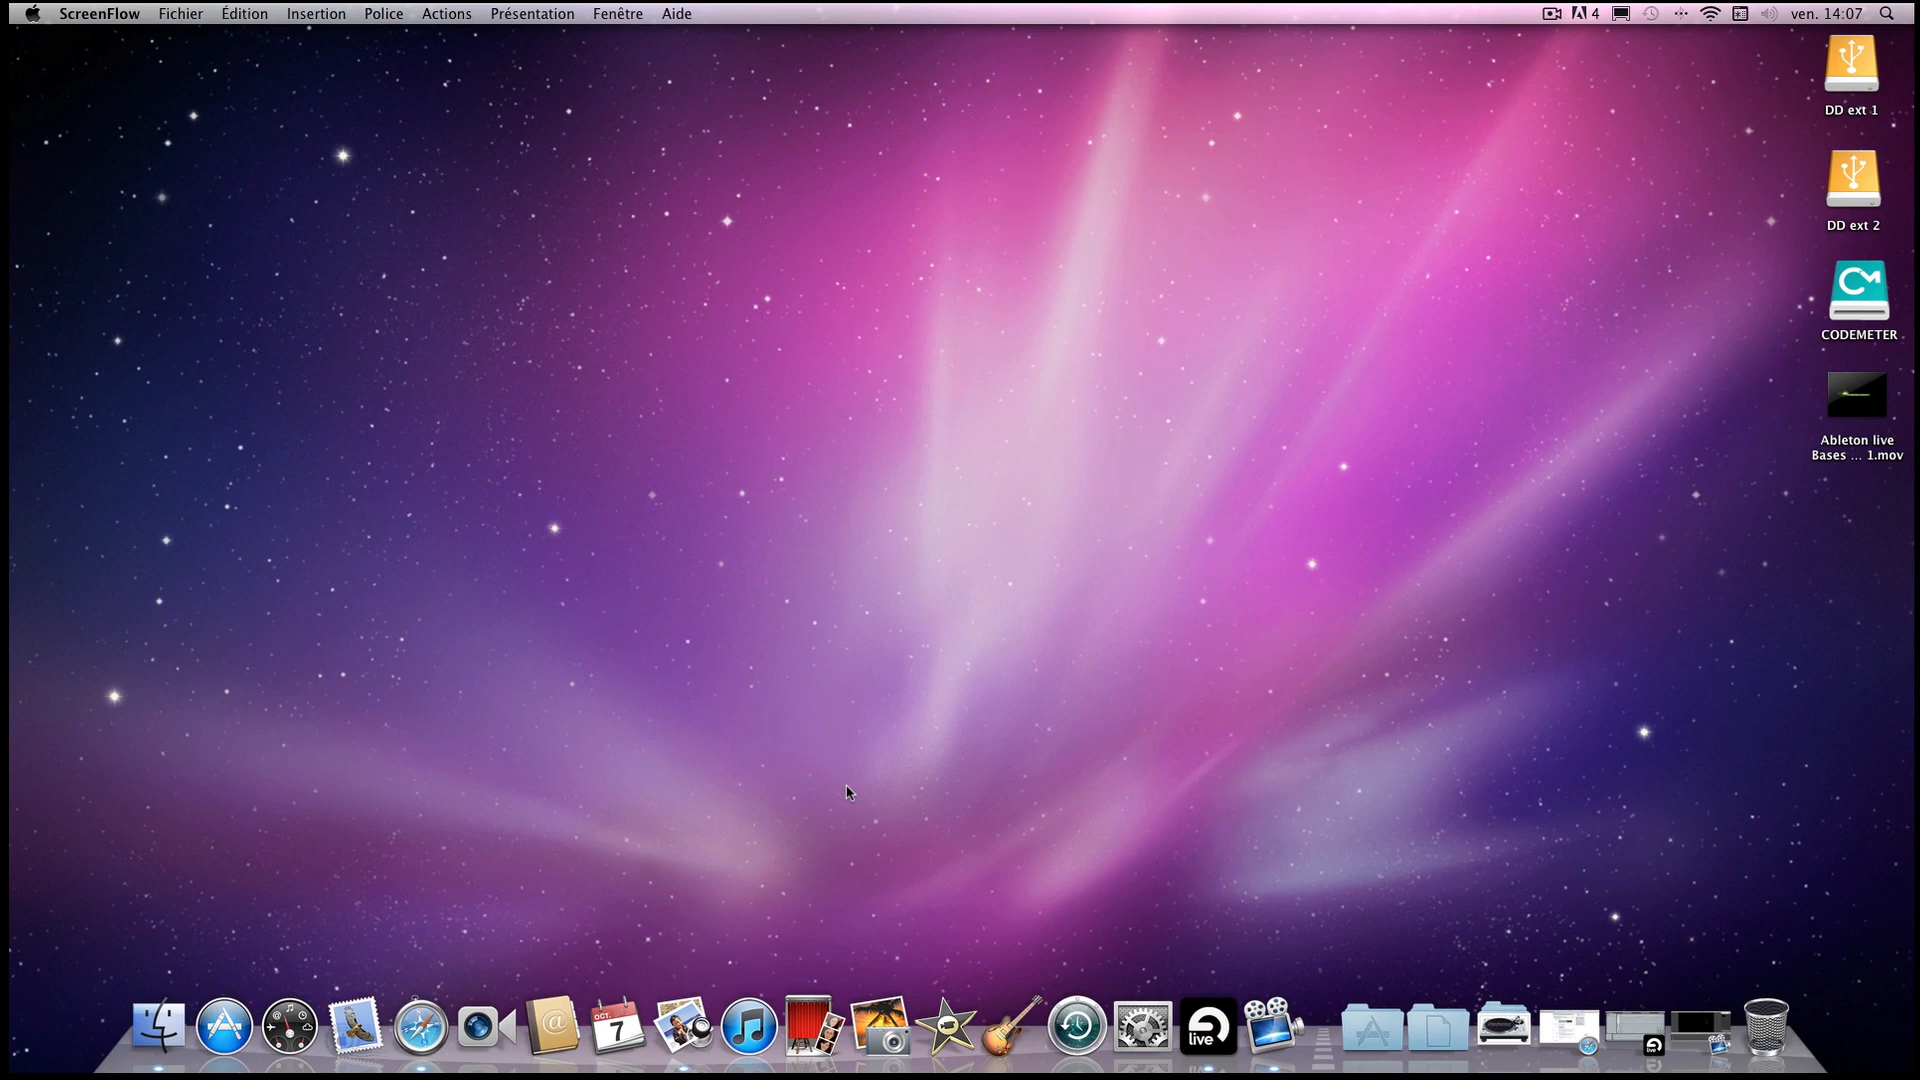 ScreenFlow Fichier Édition Insertion Police Actions Présentation Fenêtre Aide 4 ven. 14:07
DD ext 1
DD ext 2
CODEMETER
Ableton live
Bases ... 1.mov
OCT.
7
live